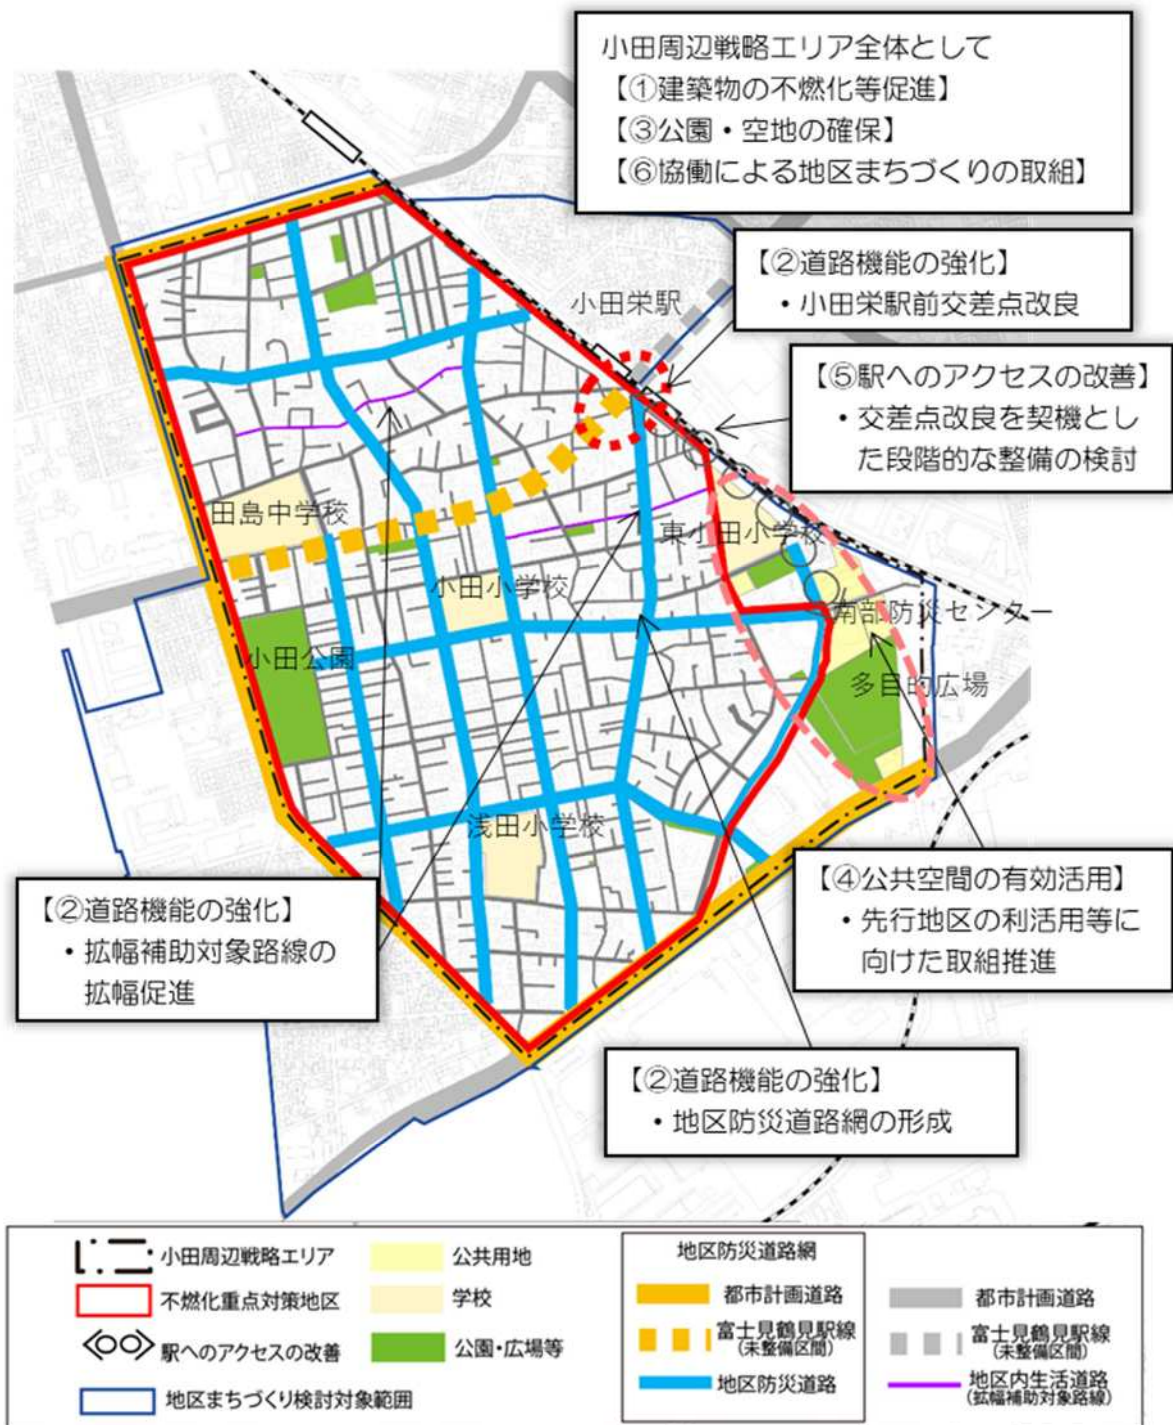 小田周辺戦略エリア全体として
【①建築物の不燃化等促進】
【③公園・空地の確保】
【⑥協働による地区まちづくりの取組】
【②道路機能の強化】
・小田栄駅前交差点改良
小田栄駅
【⑤駅へのアクセスの改善】
・交差点改良を契機とし
た段階的な整備の検討
田島中学校
東小田小学校
小田小学校
南部防災センター
小田公園
多目的広場
浅田小学校
【②道路機能の強化】
・拡幅補助対象路線の
拡幅促進
【④公共空間の有効活用】
・先行地区の利活用等に
向けた取組推進
【②道路機能の強化】
・地区防災道路網の形成
小田周辺戦略エリア
不燃化重点対策地区
駅へのアクセスの改善
地区まちづくり検討対象範囲
公共用地
学校
公園・広場等
地区防災道路網
都市計画道路
富士見鶴見駅線
(未整備区間)
地区防災道路
都市計画道路
富士見鶴見駅線
(未整備区間)
地区内生活道路
(拡幅補助対象路線)